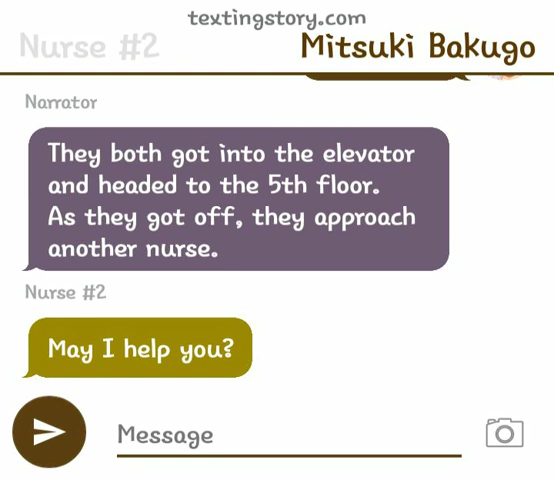 textingstory.com
Nurse #2
Mitsuki Bakugo
Narrator
They both got into the elevator
and headed to the 5th floor.
As they got off, they approach
another nurse.
Nurse #2
May I help you?
Message